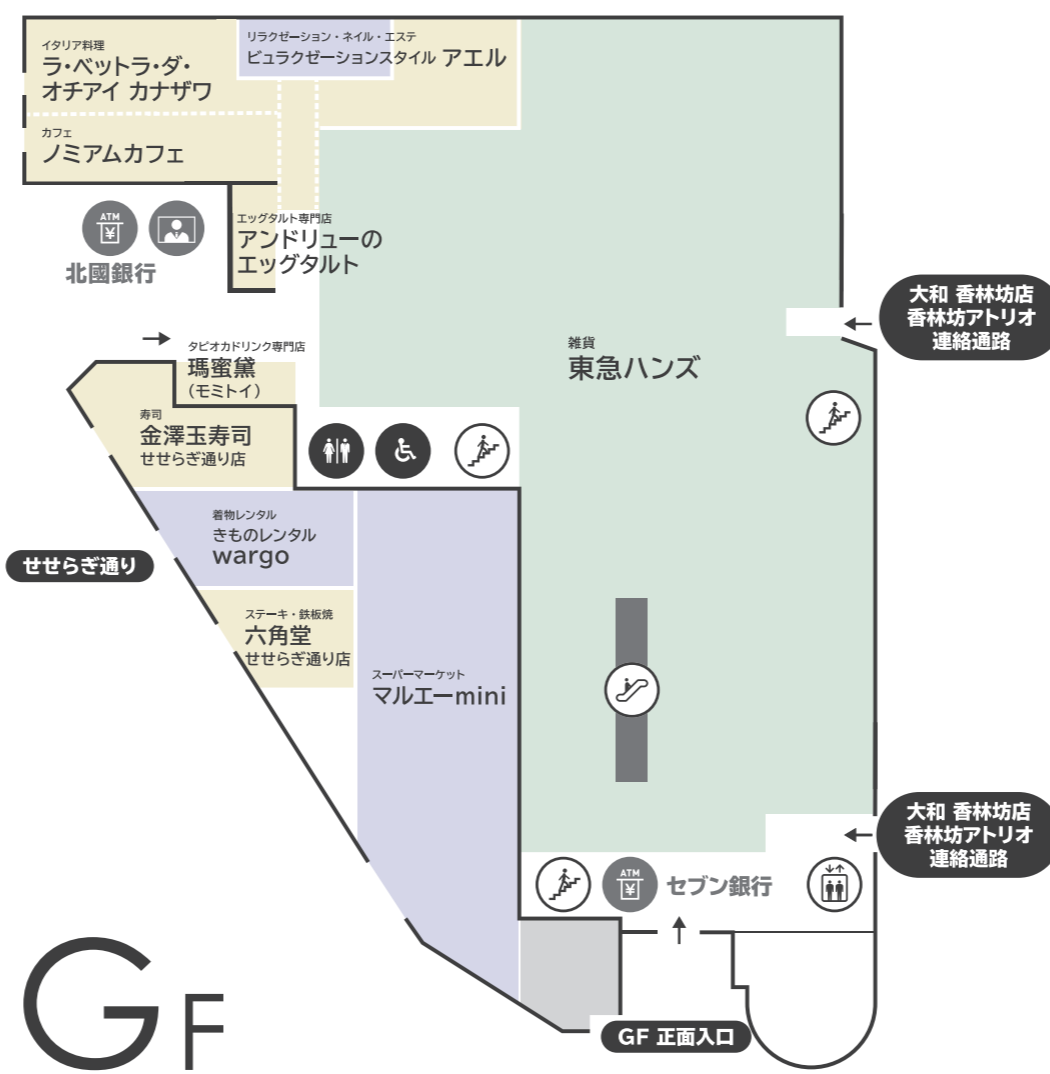 イタリア料理
ラ・ベットラ・ダ・
オチアイ カナザワ
リラクゼーション・ネイル・エステ
ビュラクゼーションスタイル アエル
カフェ
ノミアムカフェ
ATM
¥
北國銀行
エッグタルト専門店
アンドリューの
エッグタルト
大和 香林坊店
香林坊アトリオ
連絡通路
雑貨
東急ハンズ
タピオカドリンク専門店
瑪蜜黛
(モミトイ)
寿司
金澤玉寿司
せせらぎ通り店
着物レンタル
きものレンタル
wargo
せせらぎ通り
ステーキ・鉄板焼
六角堂
せせらぎ通り店
スーパーマーケット
マルエーmini
大和 香林坊店
香林坊アトリオ
連絡通路
ATM
¥
セブン銀行
GF 正面入口
GF